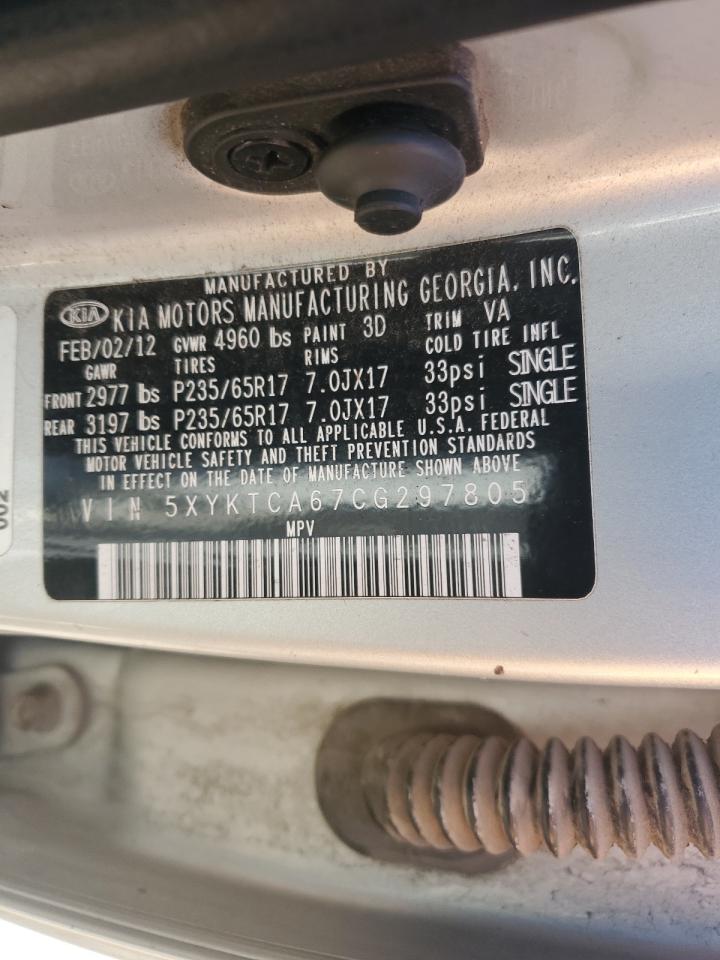 MANUFACTURED BY
KIA KIA MOTORS MANUFACTURING GEORGIA, INC.
FEB/02/12 GVWR 4960 lbs PAINT 3D TRIM VA
GAWR TIRES RIMS COLD TIRE INFL
FRONT 2977 lbs P235/65R17 7.0JX17 33psi SINGLE
REAR 3197 lbs P235/65R17 7.0JX17 33psi SINGLE
THIS VEHICLE CONFORMS TO ALL APPLICABLE U.S.A. FEDERAL
MOTOR VEHICLE SAFETY AND THEFT PREVENTION STANDARDS
IN EFFECT ON THE DATE OF MANUFACTURE SHOWN ABOVE
VIN 5XYKTCA67CG297805
MPV
002